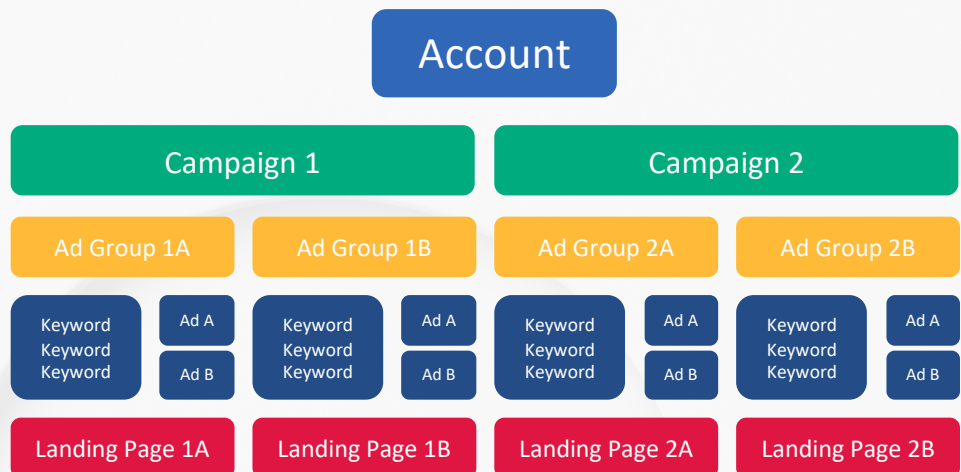 Account
Campaign 1
Campaign 2
Ad Group 1A
Ad Group 1B
Ad Group 2A
Ad Group 2B
Keyword
Keyword
Keyword
Ad A
Ad B
Keyword
Keyword
Keyword
Ad A
Ad B
Keyword
Keyword
Keyword
Ad A
Ad B
Keyword
Keyword
Keyword
Ad A
Ad B
Landing Page 1A
Landing Page 1B
Landing Page 2A
Landing Page 2B